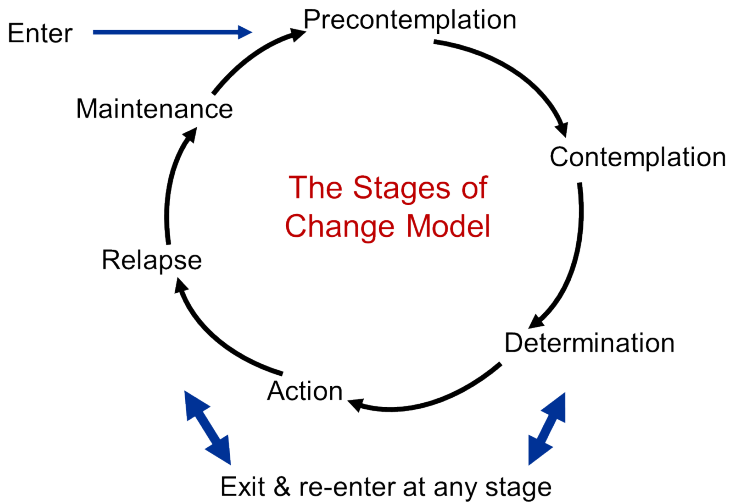 Precontemplation
Enter
Maintenance
Contemplation
The Stages of
Change Model
Relapse
Determination
Action
Exit & re-enter at any stage